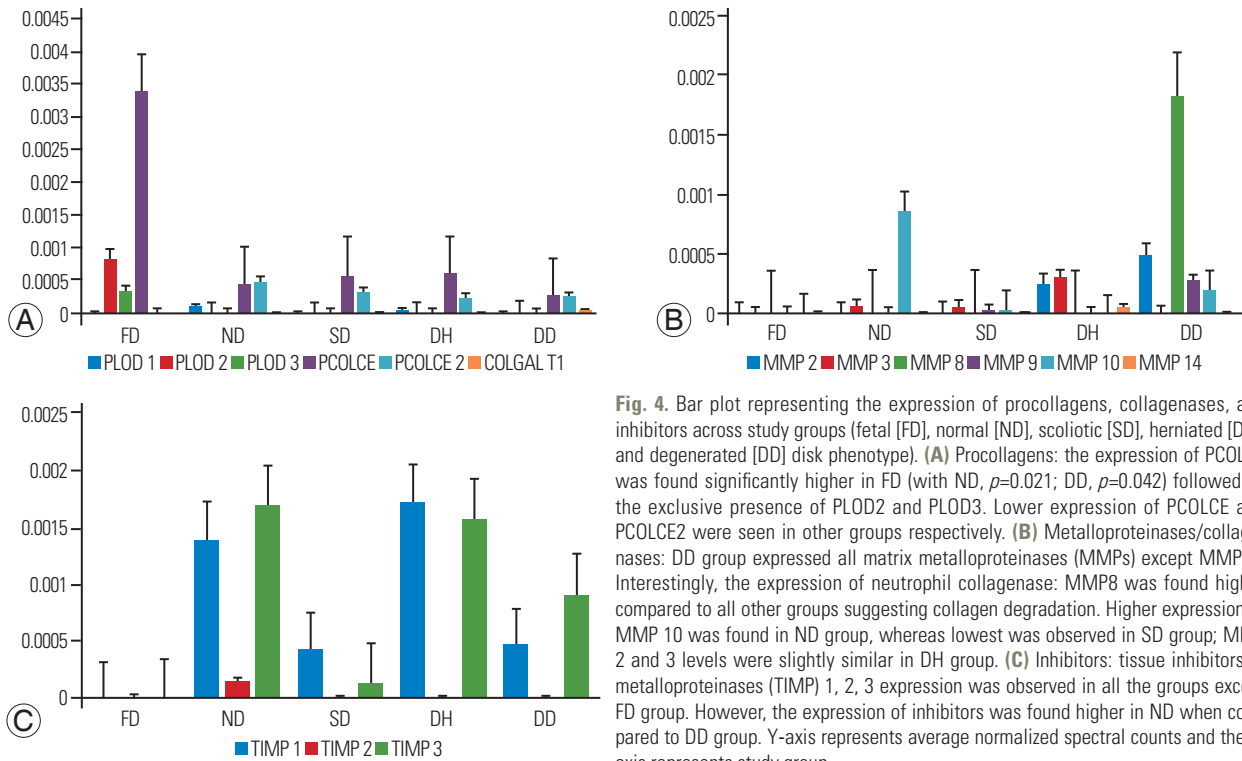 0.0045
0.004
0.0035
0.003
0.0025
0.002
0.0015
0.001
0.0005
0
FD ND SD DH DD
A
PLOD 1 PLOD 2 PLOD 3 PCOLCE PCOLCE 2 COLGAL T1
0.0025
0.002
0.0015
0.001
0.0005
0
FD ND SD DH DD
B
MMP 2 MMP 3 MMP 8 MMP 9 MMP 10 MMP 14
0.0025
0.002
0.0015
0.001
0.0005
0
FD ND SD DH DD
C
TIMP 1 TIMP 2 TIMP 3
Fig. 4. Bar plot representing the expression of procollagens, collagenases, a
inhibitors across study groups (fetal [FD], normal [ND], scoliotic [SD], herniated [D
and degenerated [DD] disk phenotype). (A) Procollagens: the expression of PCOL
was found significantly higher in FD (with ND, p=0.021; DD, p=0.042) followed
the exclusive presence of PLOD2 and PLOD3. Lower expression of PCOLCE a
PCOLCE2 were seen in other groups respectively. (B) Metalloproteinases/collag
nases: DD group expressed all matrix metalloproteinases (MMPs) except MMP
Interestingly, the expression of neutrophil collagenase: MMP8 was found high
compared to all other groups suggesting collagen degradation. Higher expression
MMP 10 was found in ND group, whereas lowest was observed in SD group; MM
2 and 3 levels were slightly similar in DH group. (C) Inhibitors: tissue inhibitors
metalloproteinases (TIMP) 1, 2, 3 expression was observed in all the groups exce
FD group. However, the expression of inhibitors was found higher in ND when co
pared to DD group. Y-axis represents average normalized spectral counts and the
axis represents study group